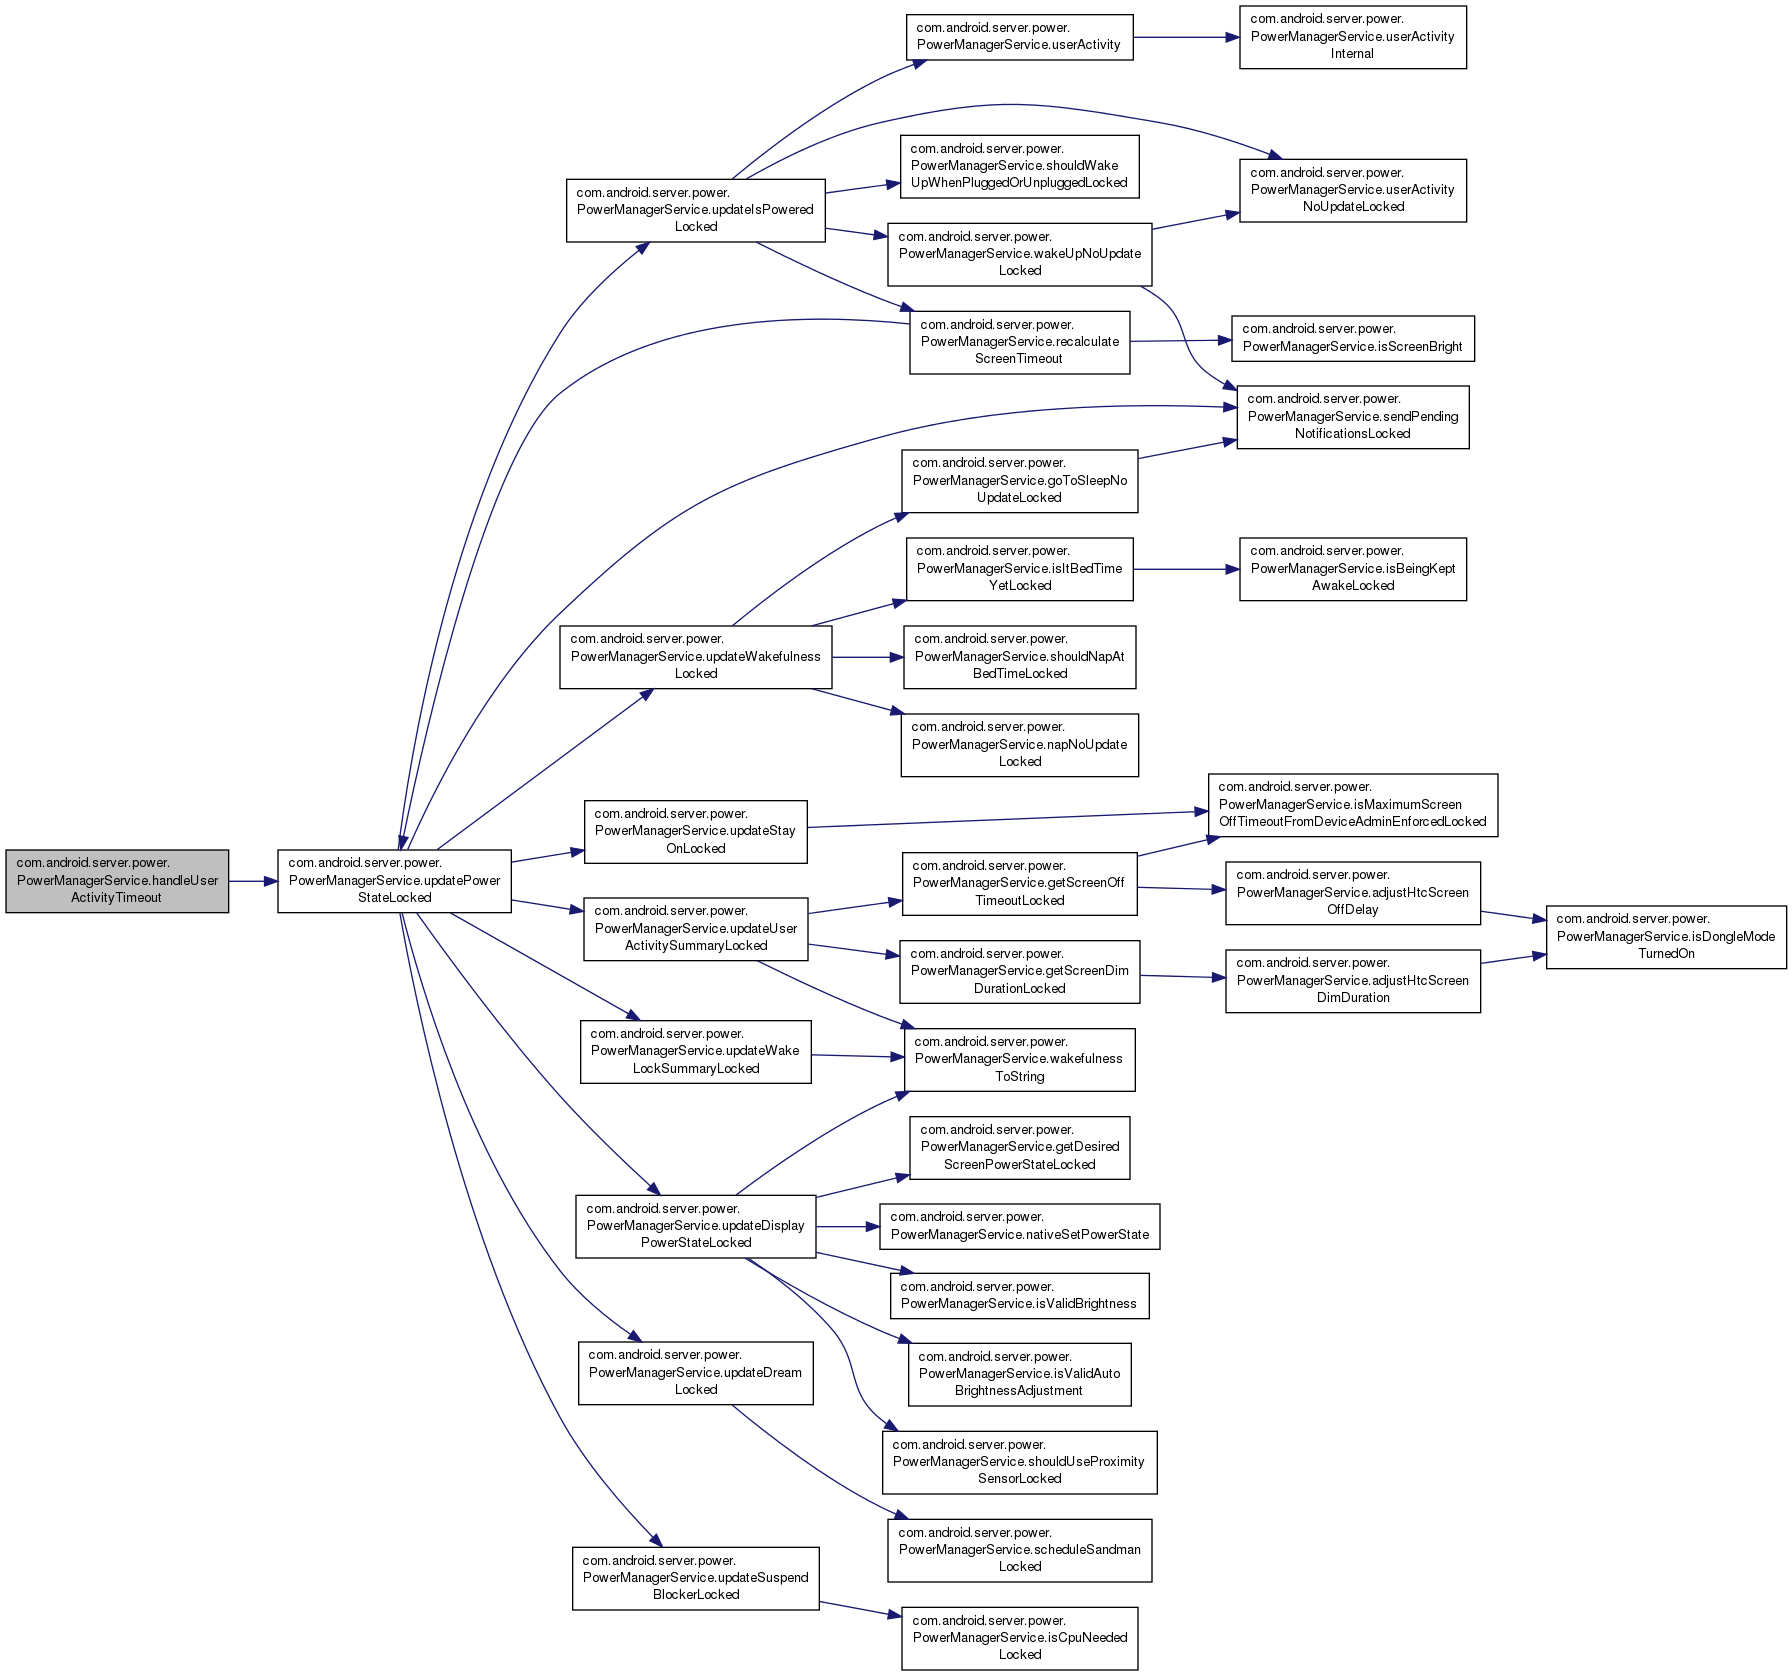 com.android.server.power.
PowerManagerService.userActivity
com.android.server.power.
PowerManagerService.userActivity
Internal
com.android.server.power.
PowerManagerService.shouldWake
UpWhenPluggedOrUnpluggedLocked
com.android.server.power.
PowerManagerService.userActivity
NoUpdateLocked
com.android.server.power.
PowerManagerService.updateIsPowered
Locked
com.android.server.power.
PowerManagerService.wakeUpNoUpdate
Locked
com.android.server.power.
PowerManagerService.recalculate
ScreenTimeout
com.android.server.power.
PowerManagerService.isScreenBright
com.android.server.power.
PowerManagerService.sendPending
NotificationsLocked
com.android.server.power.
PowerManagerService.goToSleepNo
UpdateLocked
com.android.server.power.
PowerManagerService.isItBedTime
YetLocked
com.android.server.power.
PowerManagerService.isBeingKept
AwakeLocked
com.android.server.power.
PowerManagerService.updateWakefulness
Locked
com.android.server.power.
PowerManagerService.shouldNapAt
BedTimeLocked
com.android.server.power.
PowerManagerService.napNoUpdate
Locked
com.android.server.power.
PowerManagerService.isMaximumScreen
OffTimeoutFromDeviceAdminEnforcedLocked
com.android.server.power.
PowerManagerService.updateStay
OnLocked
com.android.server.power.
PowerManagerService.handleUser
ActivityTimeout
com.android.server.power.
PowerManagerService.updatePower
StateLocked
com.android.server.power.
PowerManagerService.getScreenOff
TimeoutLocked
com.android.server.power.
PowerManagerService.adjustHtcScreen
OffDelay
com.android.server.power.
PowerManagerService.updateUser
ActivitySummaryLocked
com.android.server.power.
PowerManagerService.isDongleMode
TurnedOn
com.android.server.power.
PowerManagerService.getScreenDim
DurationLocked
com.android.server.power.
PowerManagerService.adjustHtcScreen
DimDuration
com.android.server.power.
PowerManagerService.updateWake
LockSummaryLocked
com.android.server.power.
PowerManagerService.wakefulness
ToString
com.android.server.power.
PowerManagerService.getDesired
ScreenPowerStateLocked
com.android.server.power.
PowerManagerService.updateDisplay
PowerStateLocked
com.android.server.power.
PowerManagerService.nativeSetPowerState
com.android.server.power.
PowerManagerService.isValidBrightness
com.android.server.power.
PowerManagerService.updateDream
Locked
com.android.server.power.
PowerManagerService.isValidAuto
BrightnessAdjustment
com.android.server.power.
PowerManagerService.shouldUseProximity
SensorLocked
com.android.server.power.
PowerManagerService.scheduleSandman
Locked
com.android.server.power.
PowerManagerService.updateSuspend
BlockerLocked
com.android.server.power.
PowerManagerService.isCpuNeeded
Locked